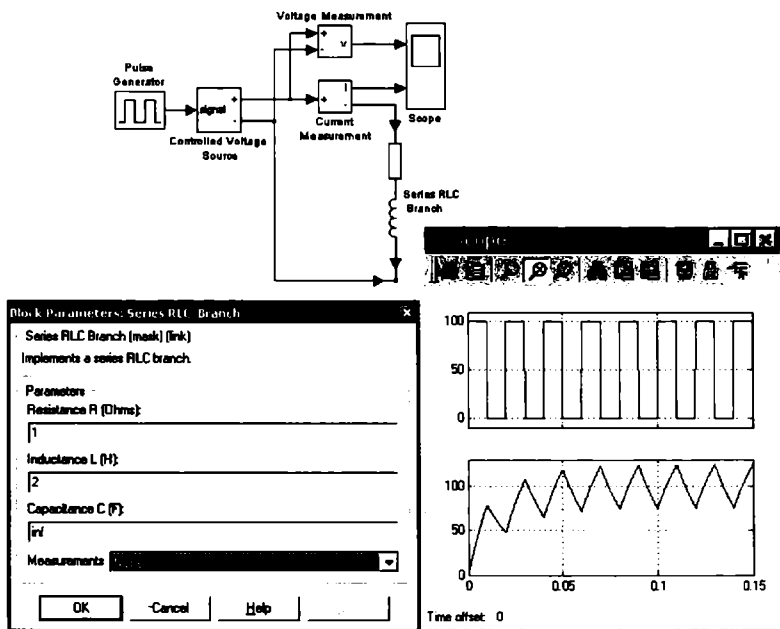 Voltage Measurement
+
-
v
Pulse
Generator
signal
+
-
Controlled Voltage
Source
+
i
-
Current
Measurement
Scope
Series RLC
Branch
Block Parameters: Series RLC Branch
Series RLC Branch (mask) (link)
Implements a series RLC branch.
Parameters
Resistance R (Ohms):
1
Inductance L (H):
2
Capacitance C (F):
inf
Measurements
OK
Cancel
Help
100
50
0
100
50
0
0
0.05
0.1
0.15
Time offset: 0